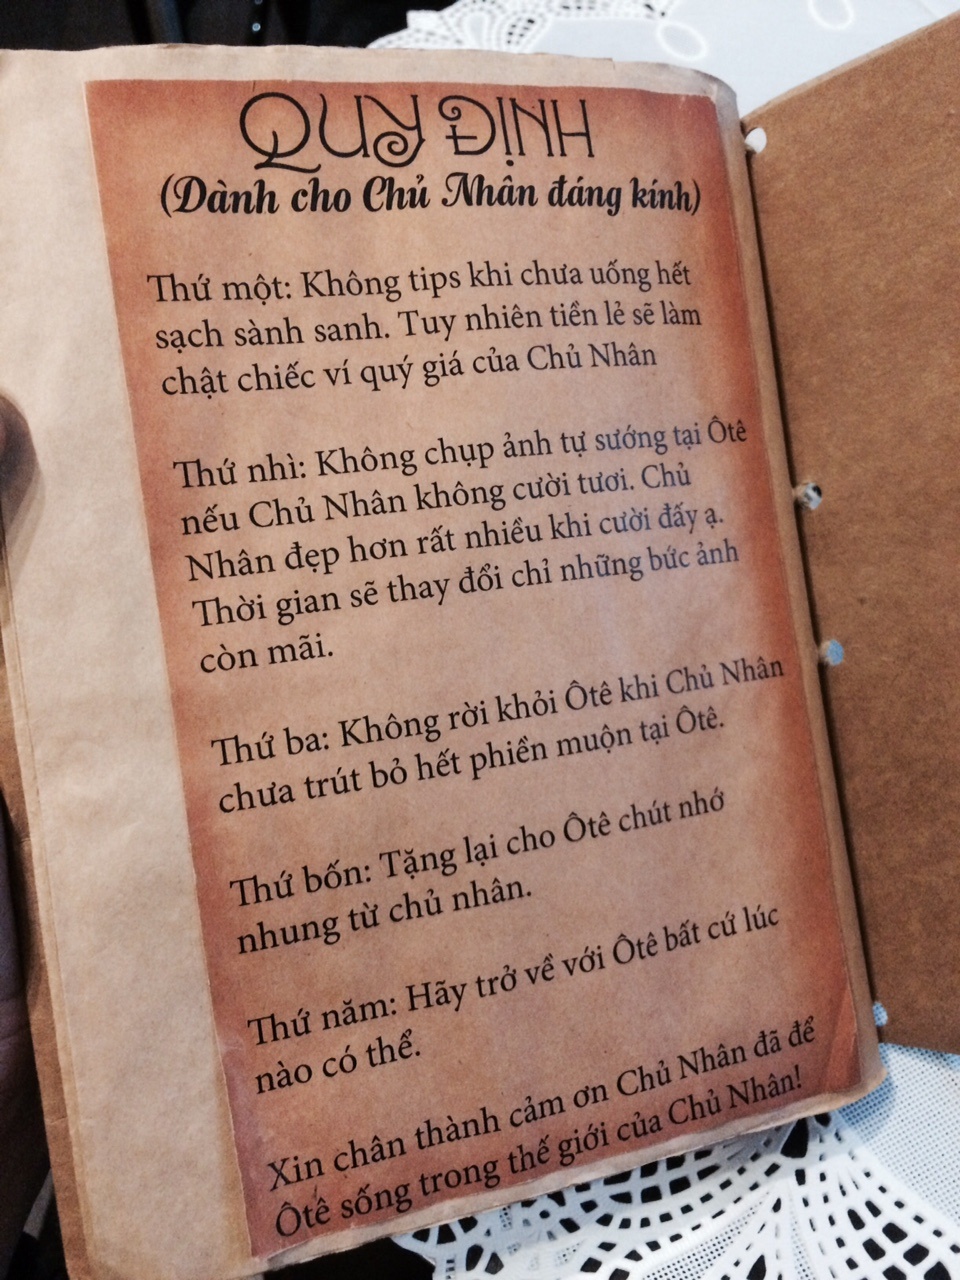 QUY ĐỊNH
(Dành cho Chủ Nhân đáng kính)
Thứ một: Không tips khi chưa uống hết
sạch sành sanh. Tuy nhiên tiền lẻ sẽ làm
chật chiếc ví quý giá của Chủ Nhân
Thứ nhì: Không chụp ảnh tự sướng tại Ôtê
nếu Chủ Nhân không cười tươi. Chủ
Nhân đẹp hơn rất nhiều khi cười đấy ạ.
Thời gian sẽ thay đổi chỉ những bức ảnh
còn mãi.
Thứ ba: Không rời khỏi Ôtê khi Chủ Nhân
chưa trút bỏ hết phiền muộn tại Ôtê.
Thứ bốn: Tặng lại cho Ôtê chút nhớ
nhung từ chủ nhân.
Thứ năm: Hãy trở về với Ôtê bất cứ lúc
nào có thể.
Xin chân thành cảm ơn Chủ Nhân đã để
Ôtê sống trong thế giới của Chủ Nhân!